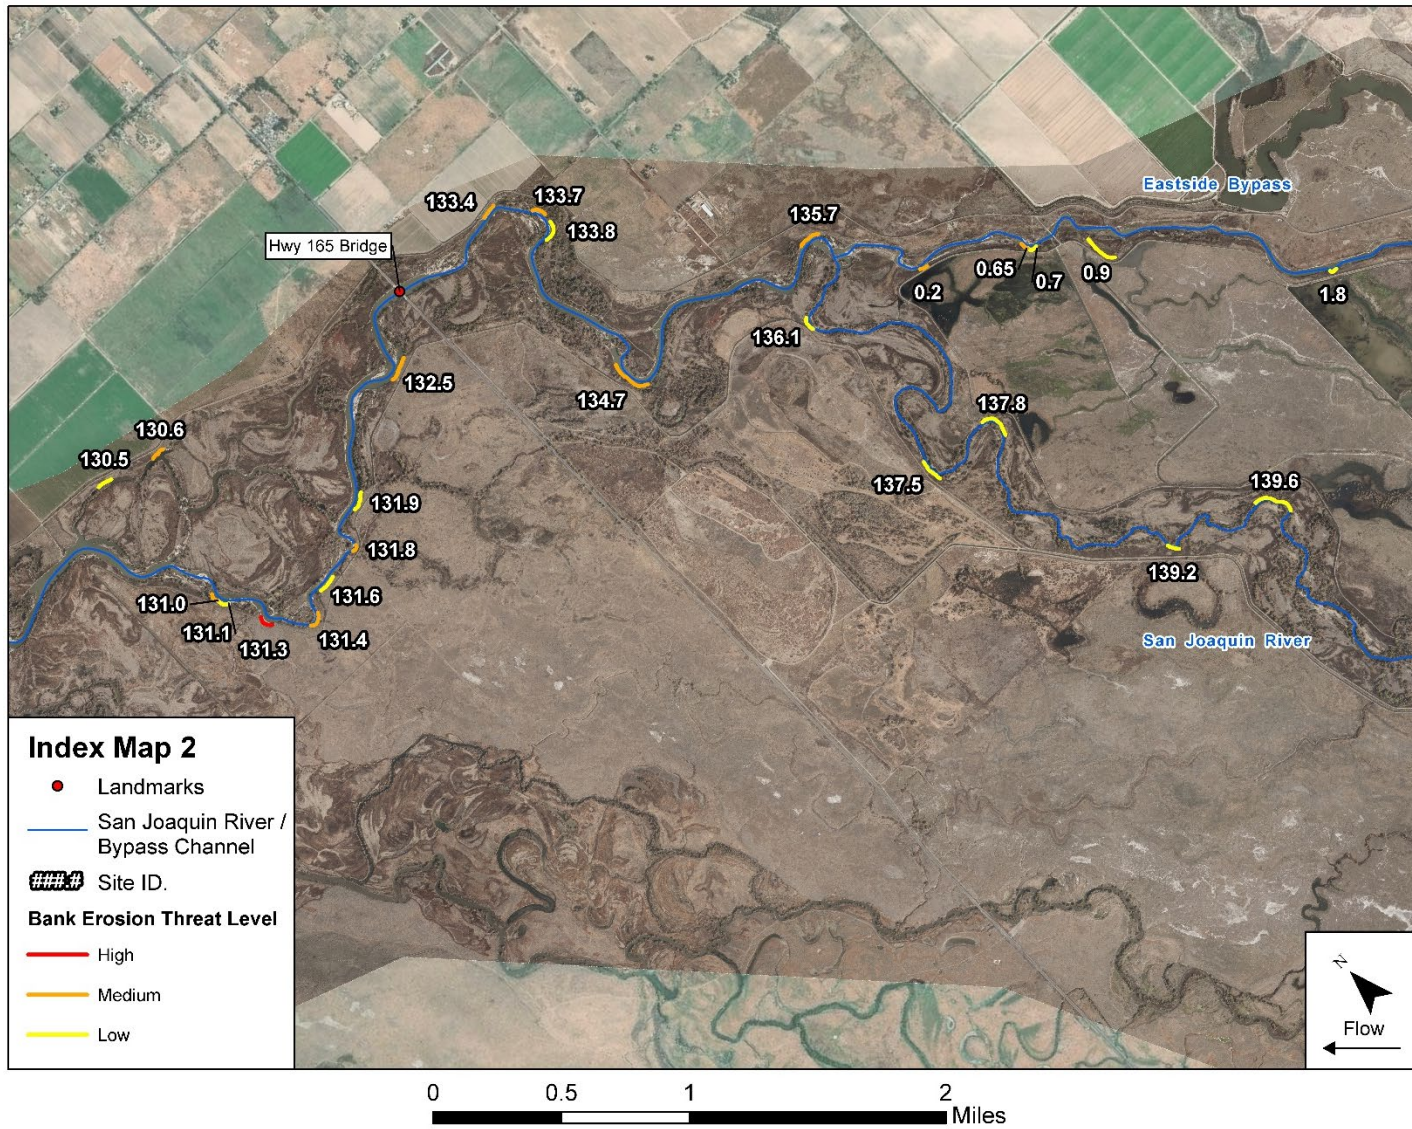 Eastside Bypass
133.4
133.7
133.8
135.7
Hwy 165 Bridge
0.65
0.7
0.9
0.2
1.8
136.1
132.5
134.7
137.8
130.6
130.5
137.5
139.6
131.9
131.8
139.2
131.6
131.0
131.1
131.3
131.4
San Joaquin River
Index Map 2
Landmarks
San Joaquin River /
Bypass Channel
###.# Site ID.
Bank Erosion Threat Level
High
Medium
Low
N
Flow
0 0.5 1 2
Miles